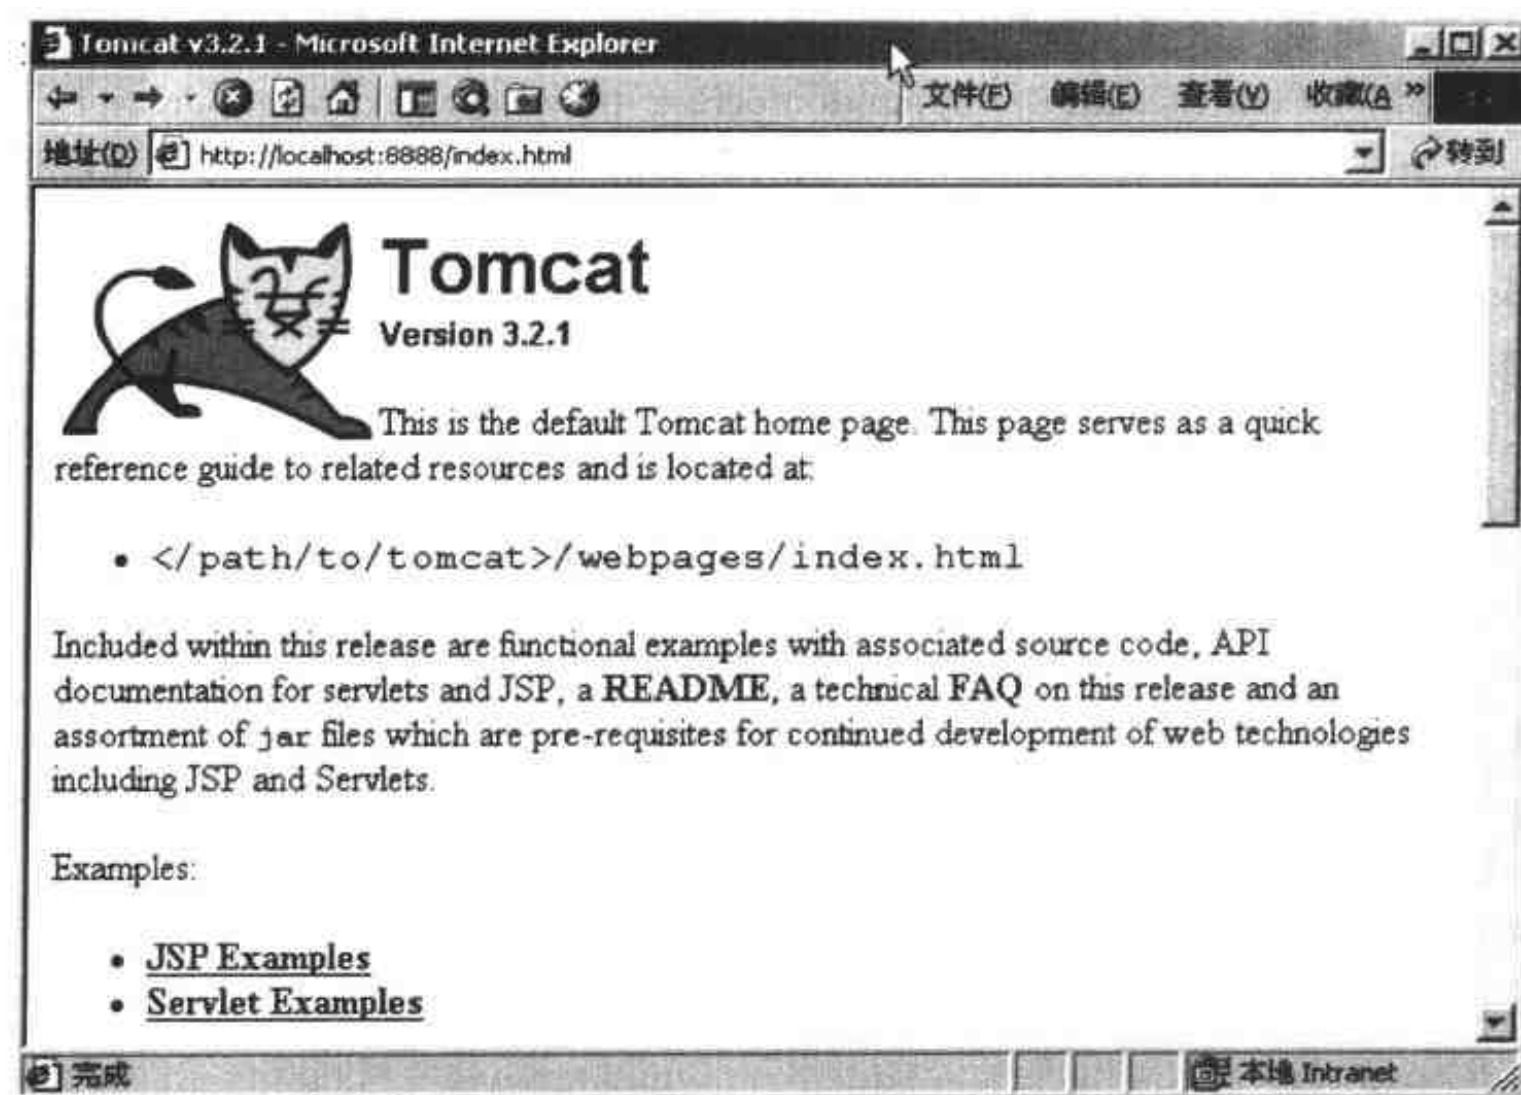 Tomcat v3.2.1 - Microsoft Internet Explorer
文件(F) 编辑(E) 查看(V) 收藏(A »
地址(D) http://localhost:8888/index.html 转到
Tomcat
Version 3.2.1
This is the default Tomcat home page. This page serves as a quick
reference guide to related resources and is located at:
• </path/to/tomcat>/webpages/index.html
Included within this release are functional examples with associated source code, API
documentation for servlets and JSP, a README, a technical FAQ on this release and an
assortment of jar files which are pre-requisites for continued development of web technologies
including JSP and Servlets.
Examples:
• JSP Examples
• Servlet Examples
完成 本地 Intranet